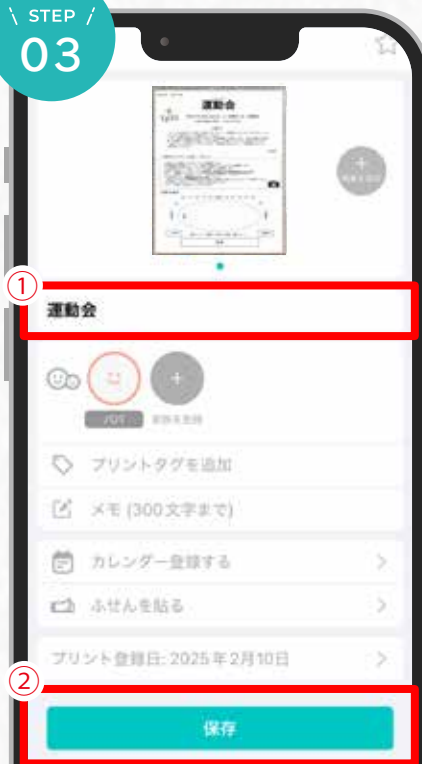 STEP
03
運動会
①
運動会
プリントタグを追加
メモ (300文字まで)
カレンダー登録する
ふせんを貼る
プリント登録日: 2025年2月10日
②
保存